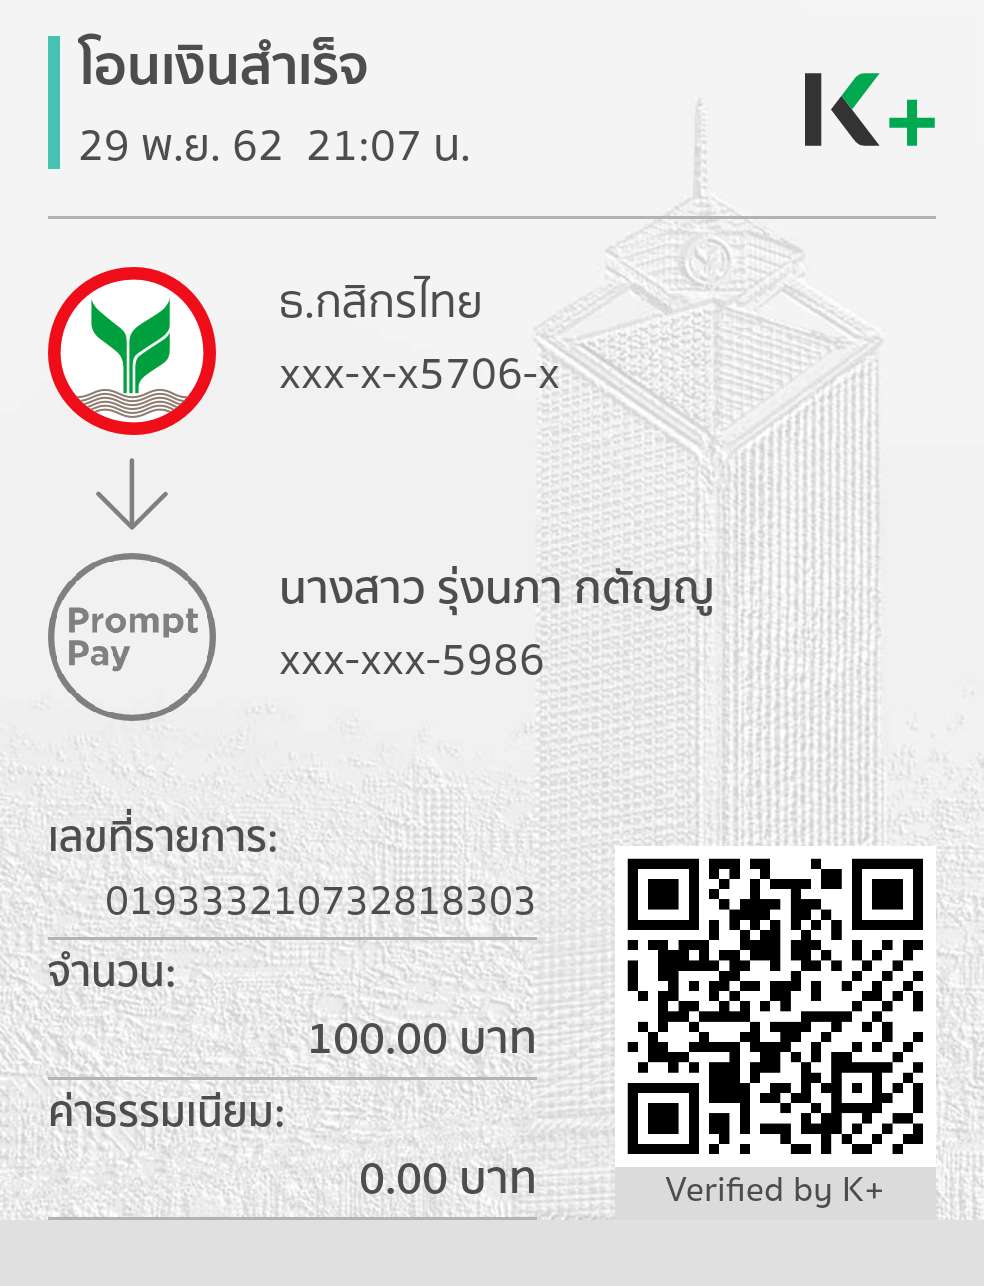 โอนเงินสำเร็จ
29 พ.ย. 62 21:07 น.
K+
ธ.กสิกรไทย
xxx-x-x5706-x
Prompt
Pay
นางสาว รุ่งนภา กตัญญู
xxx-xxx-5986
เลขที่รายการ:
019333210732818303
จำนวน:
100.00 บาท
ค่าธรรมเนียม:
0.00 บาท
Verified by K+